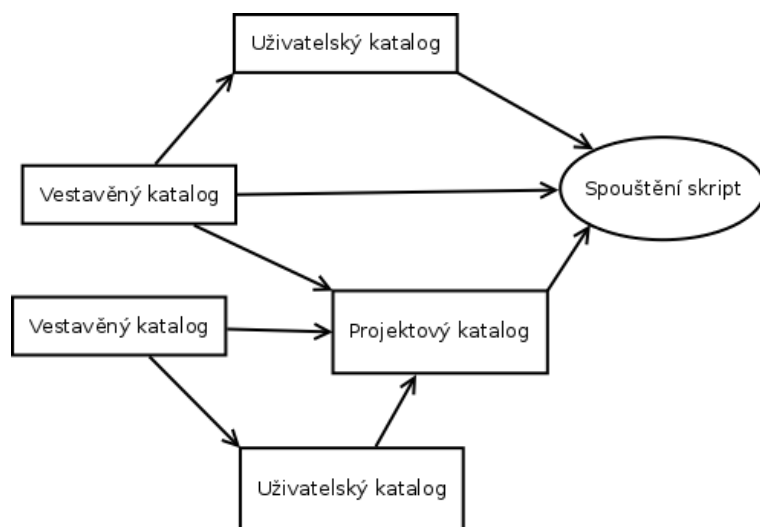 Uživatelský katalog
Vestavěný katalog
Spouštění skript
Vestavěný katalog
Projektový katalog
Uživatelský katalog